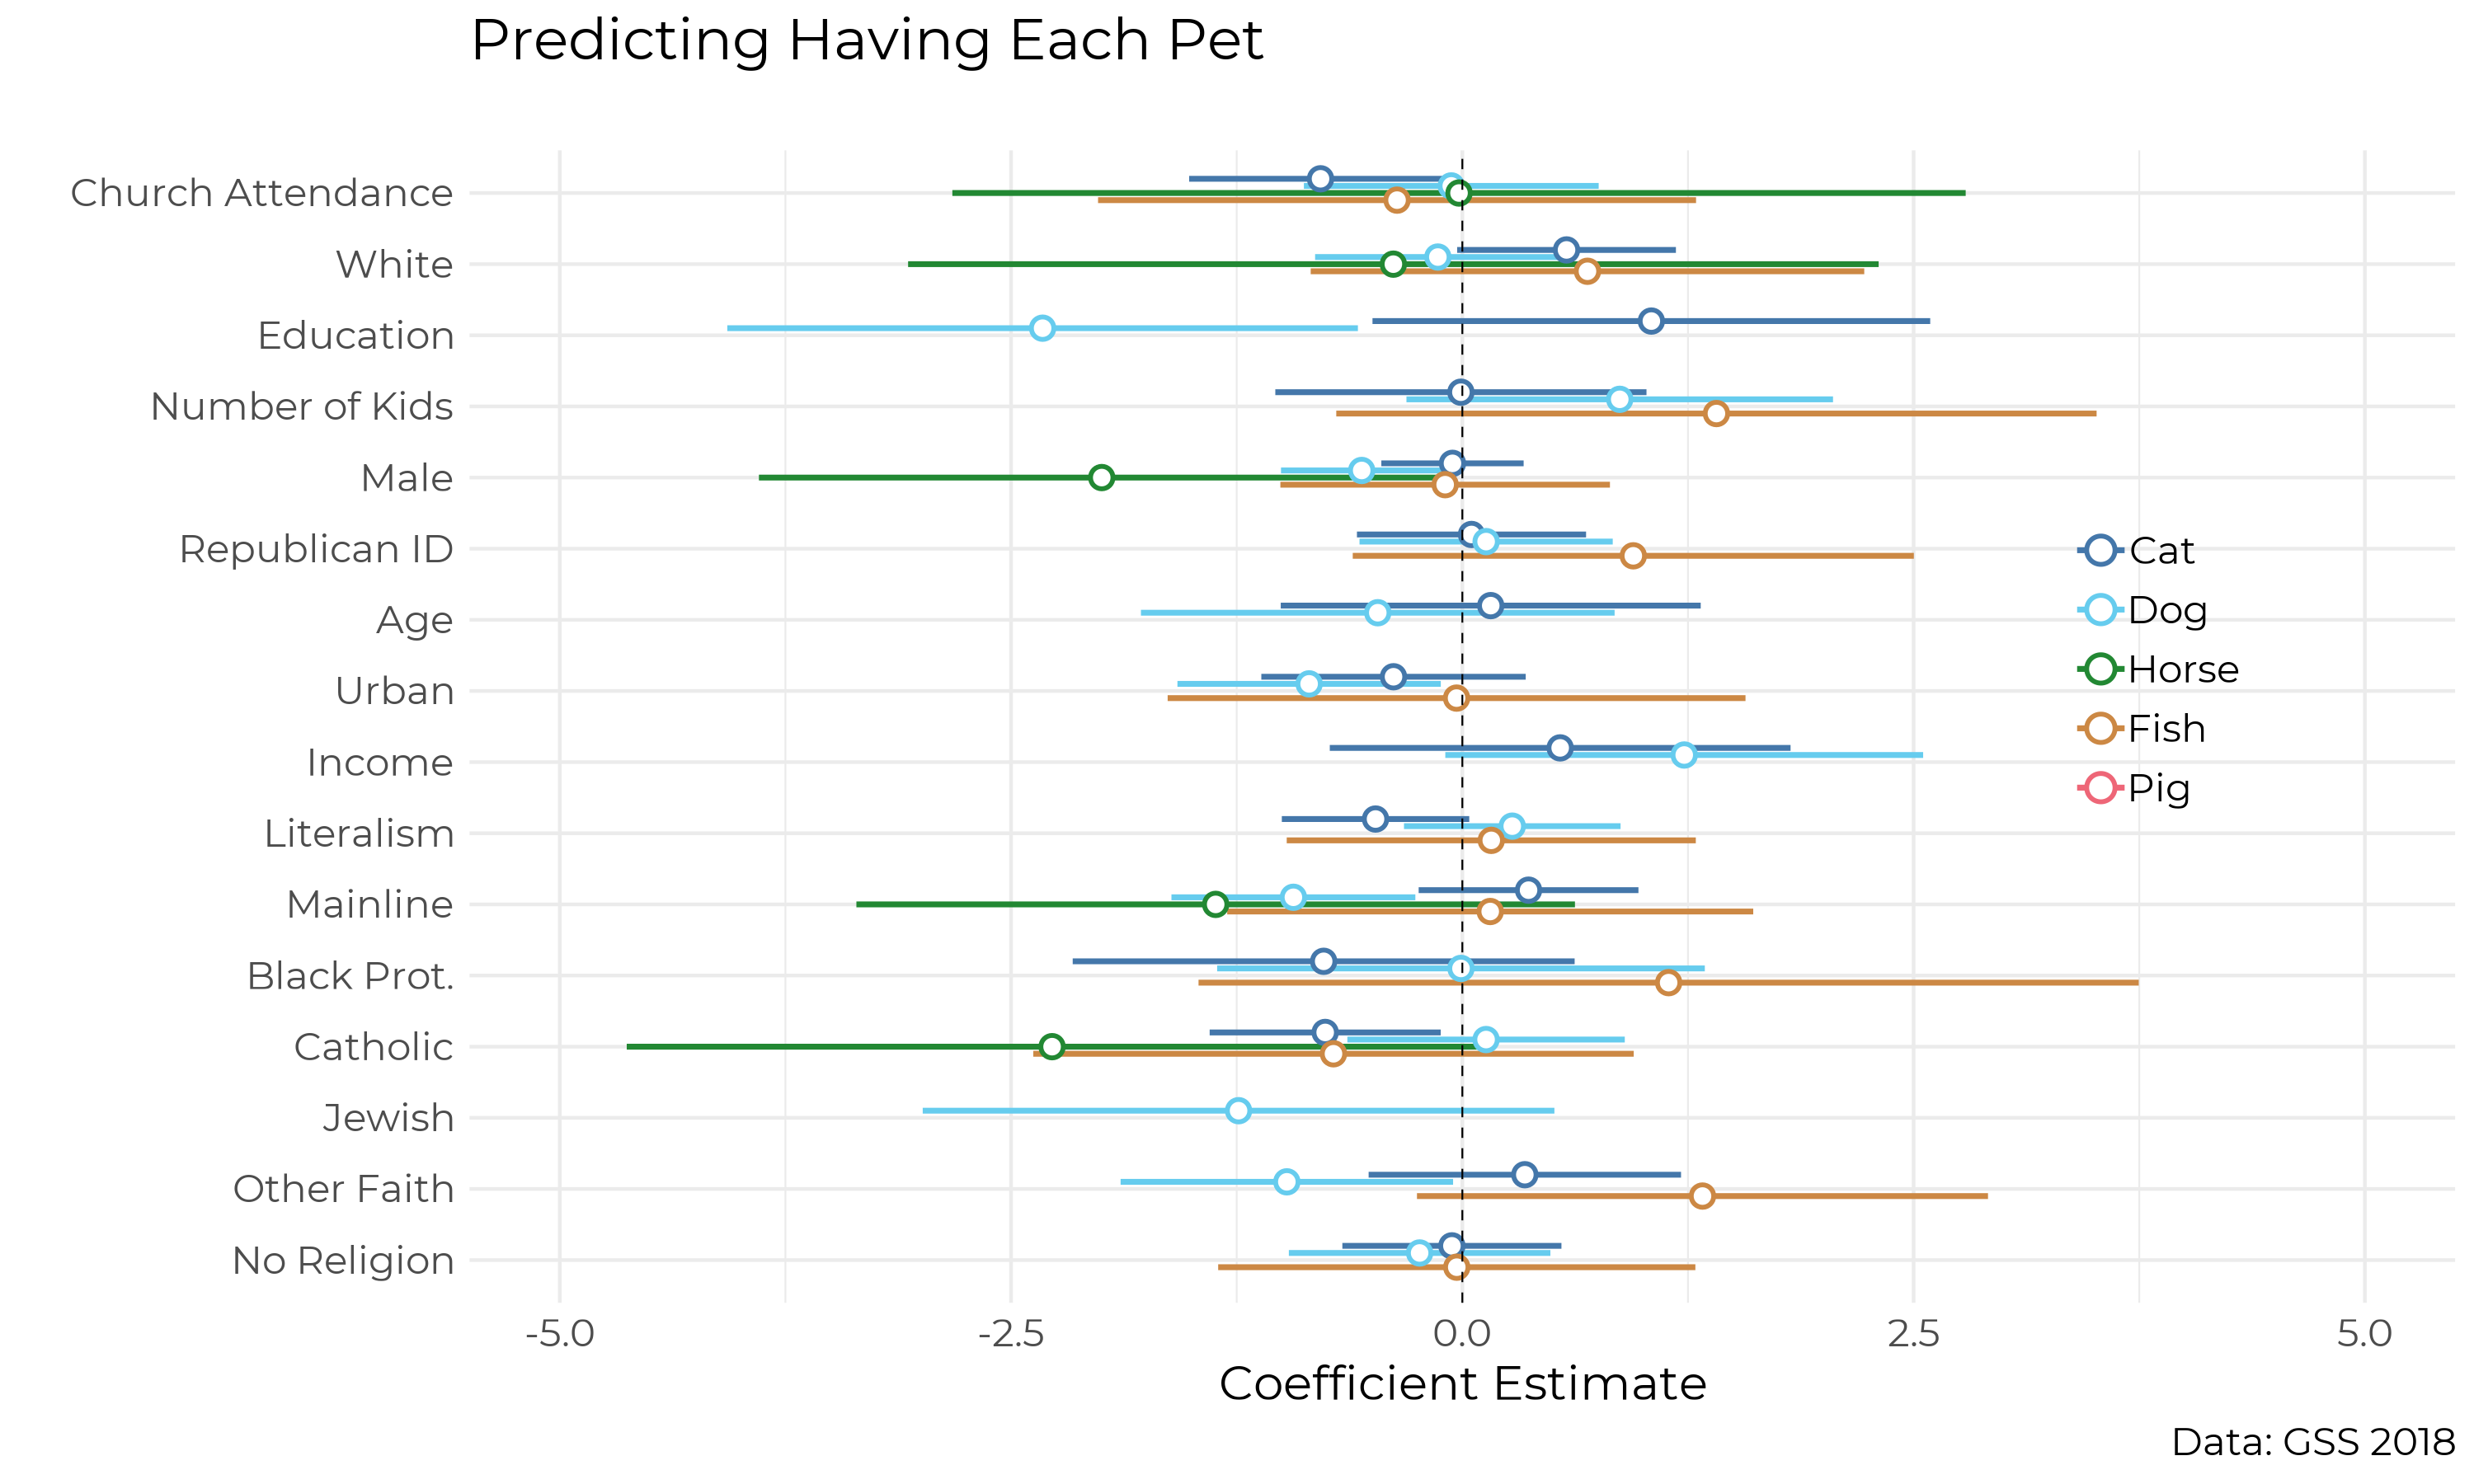 Predicting Having Each Pet
Church Attendance
White
Education
Number of Kids
Male
Republican ID
Age
Urban
Income
Literalism
Mainline
Black Prot.
Catholic
Jewish
Other Faith
No Religion
Cat
Dog
Horse
Fish
Pig
-5.0 -2.5 0.0 2.5 5.0
Coefficient Estimate
Data: GSS 2018